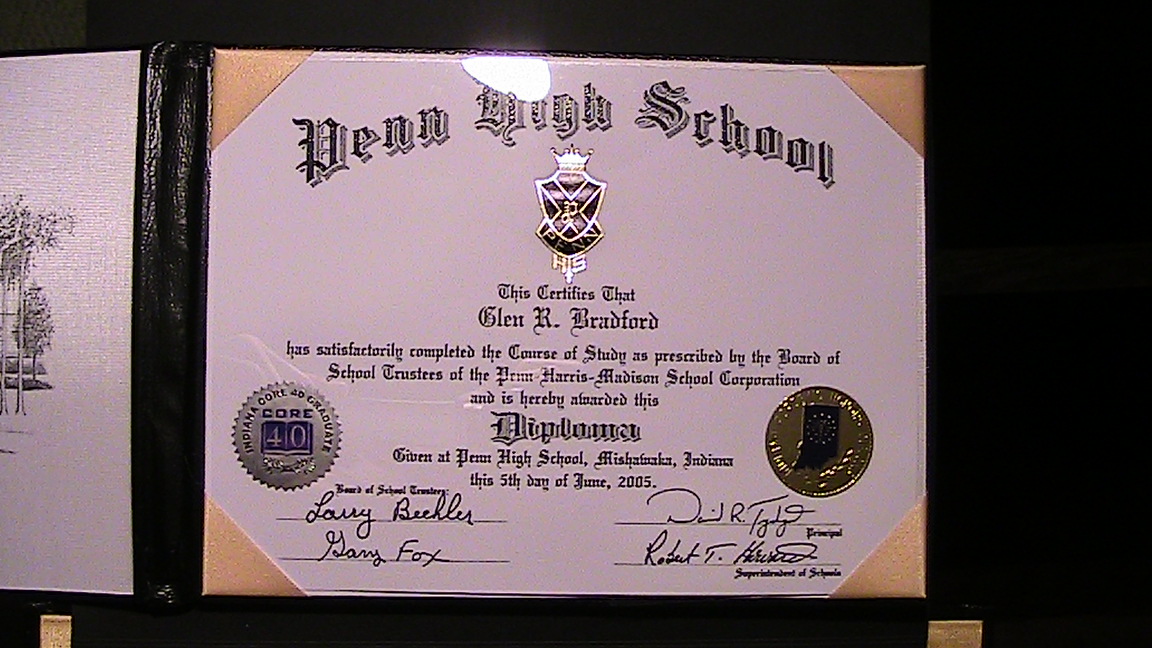 Penn High School
P
PENN
HS
This Certifies That
Glen R. Bradford
has satisfactorily completed the Course of Study as prescribed by the Board of
School Trustees of the Penn-Harris-Madison School Corporation
and is hereby awarded this
Diploma
Given at Penn High School, Mishawaka, Indiana
this 5th day of June, 2005.
INDIANA CORE 40 GRADUATE
CORE
40
Board of School Trustees:
Larry Beehler
Gary Fox
David R.
Principal
Robert T.
Superintendent of Schools